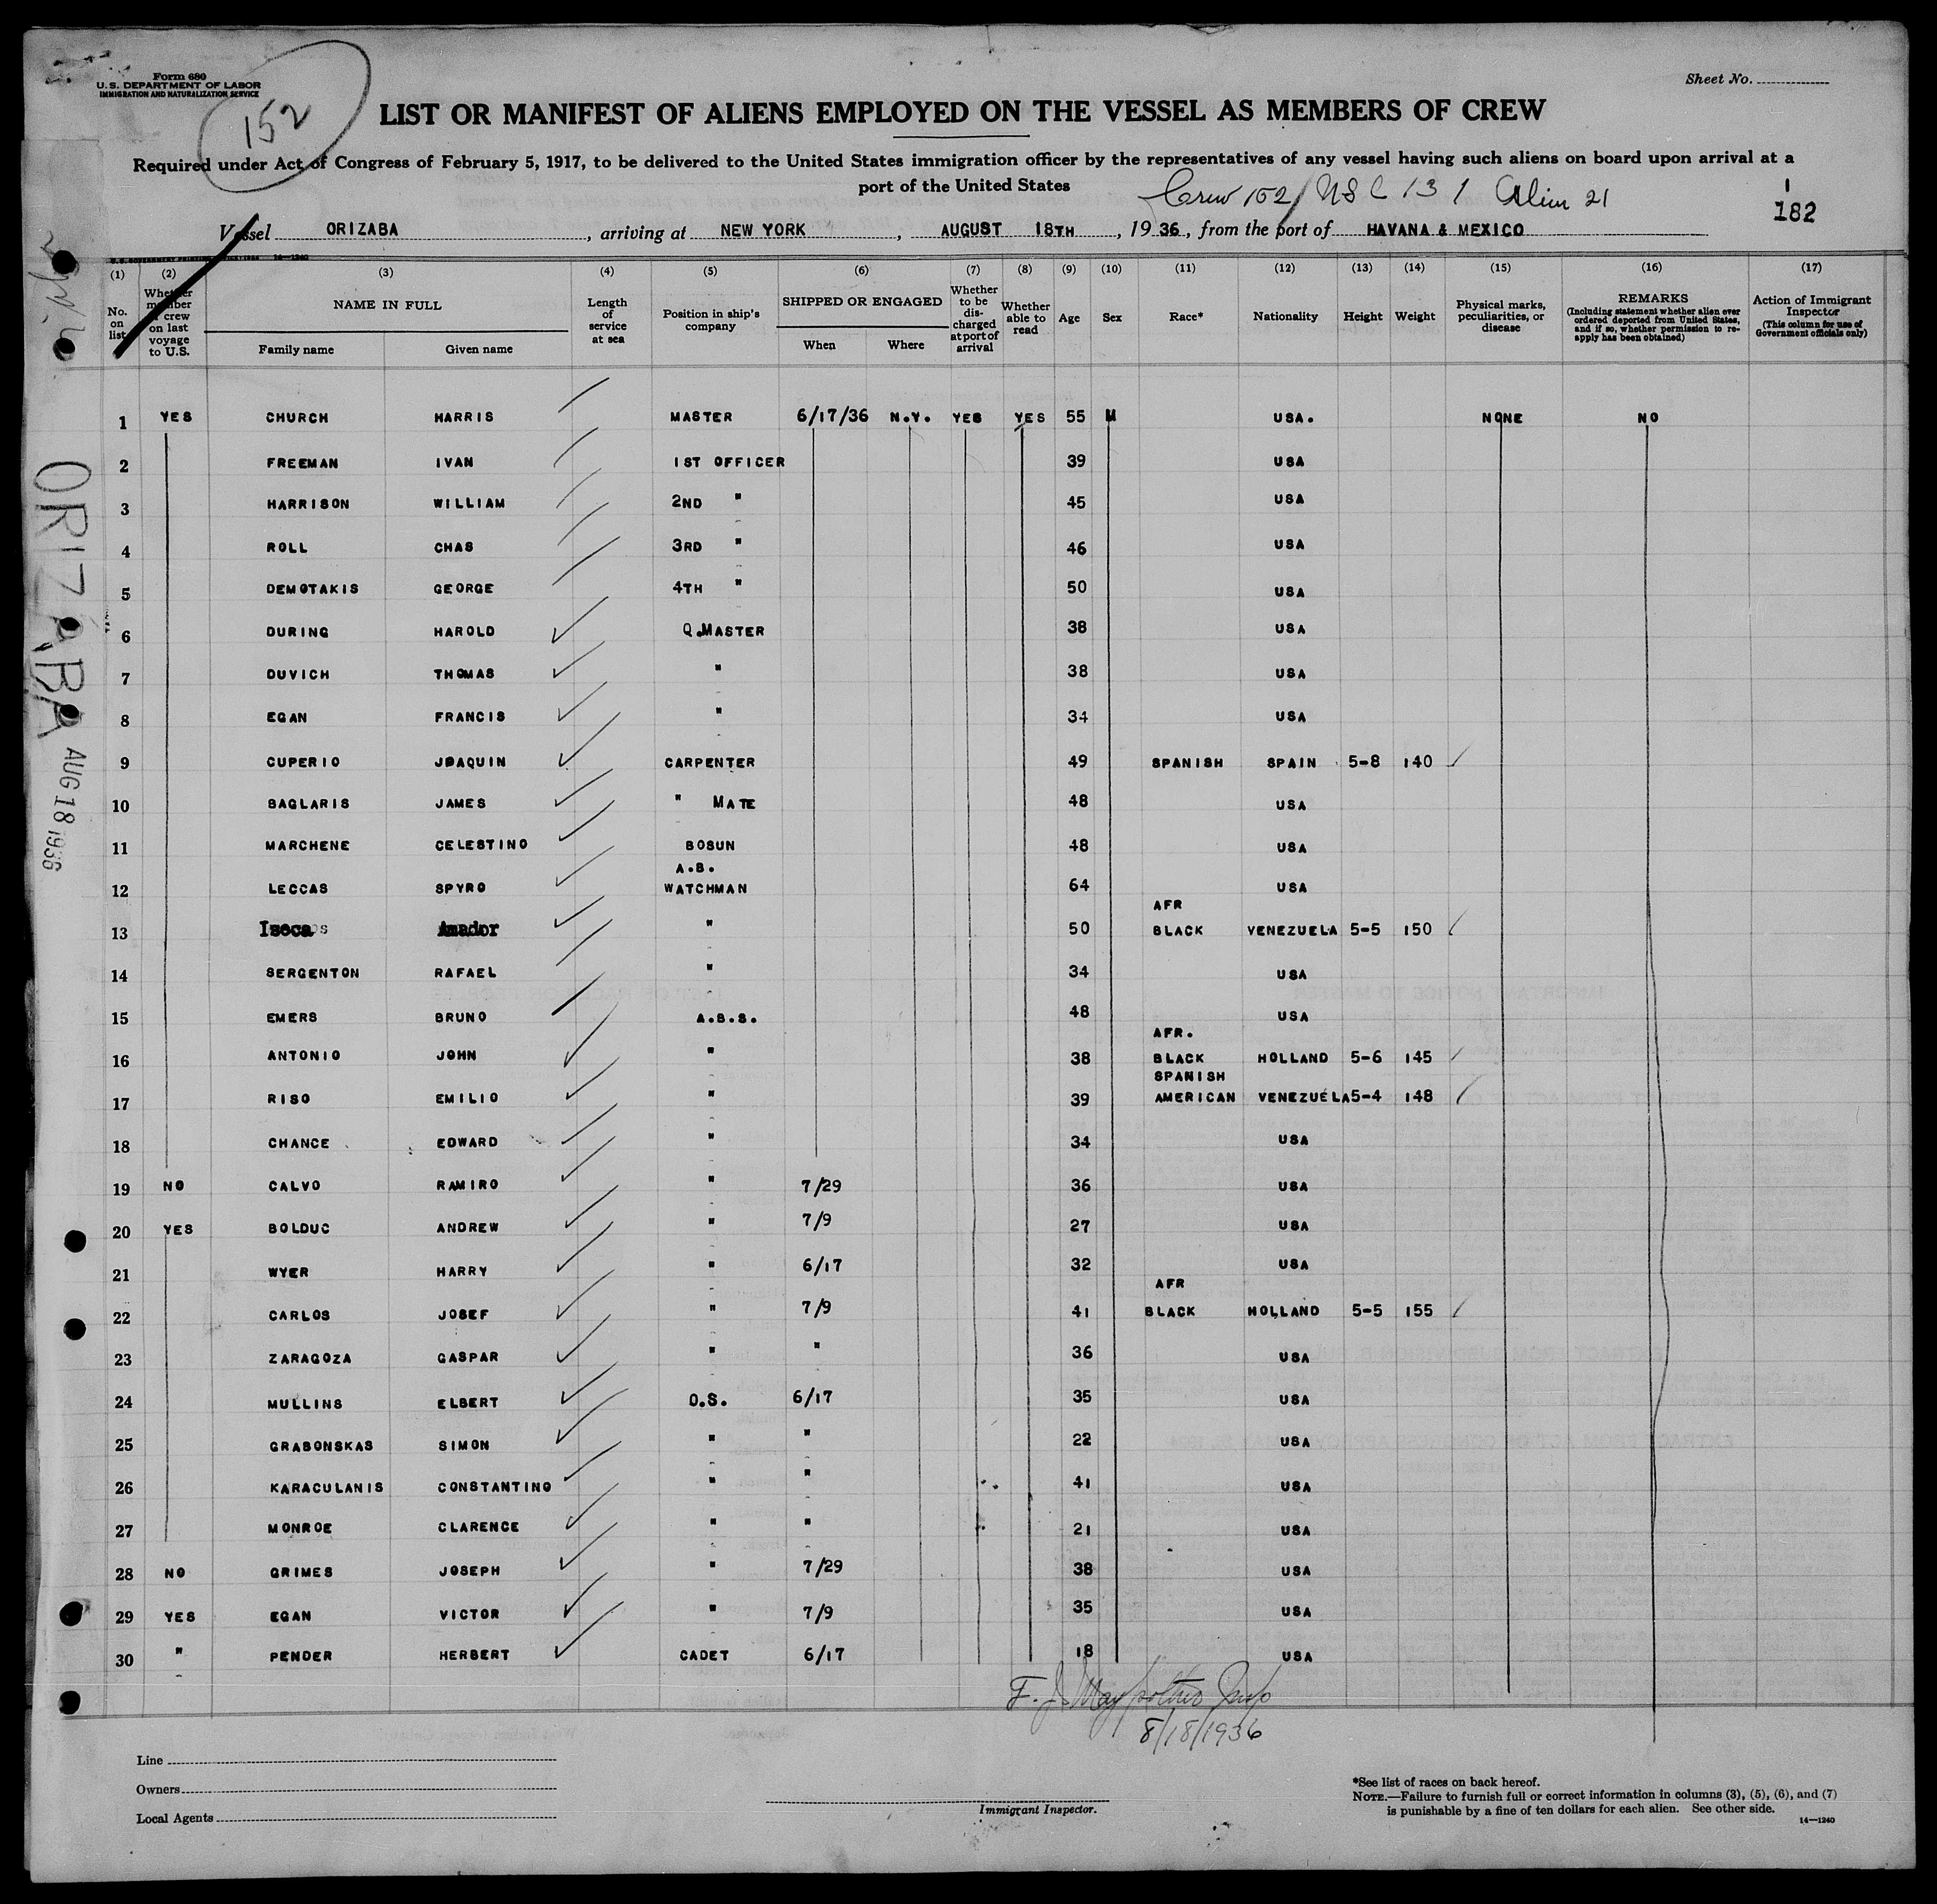 Form 680
U.S. DEPARTMENT OF LABOR
IMMIGRATION AND NATURALIZATION SERVICE
152
Sheet No.
LIST OR MANIFEST OF ALIENS EMPLOYED ON THE VESSEL AS MEMBERS OF CREW
Required under Act of Congress of February 5, 1917, to be delivered to the United States immigration officer by the representatives of any vessel having such aliens on board upon arrival at a
port of the United States
Crew 152/ USC 131 Alien 21
1
182
Vessel ORIZABA, arriving at NEW YORK, AUGUST 18TH, 1936, from the port of HAVANA & MEXICO
(1) (2) (3) (4) (5) (6) (7) (8) (9) (10) (11) (12) (13) (14) (15) (16) (17)
No. on list
Whether member of crew on last voyage to U.S.
NAME IN FULL
Family name Given name
Length of service at sea
Position in ship's company
SHIPPED OR ENGAGED
When Where
Whether to be discharged at port of arrival
Whether able to read
Age
Sex
Race*
Nationality
Height
Weight
Physical marks, peculiarities, or disease
REMARKS
(Including statement whether alien ever ordered deported from United States, and if so, whether permission to reapply has been obtained)
Action of Immigrant Inspector
(This column for use of Government officials only)
1 YES CHURCH HARRIS MASTER 6/17/36 N.Y. YES YES 55 M USA. NONE NO
2 FREEMAN IVAN 1ST OFFICER 39 USA
3 HARRISON WILLIAM 2ND " 45 USA
4 ROLL CHAS 3RD " 46 USA
5 DEMOTAKIS GEORGE 4TH " 50 USA
6 DURING HAROLD Q.MASTER 38 USA
7 DUVICH THOMAS " 38 USA
8 EGAN FRANCIS " 34 USA
9 CUPERIO JOAQUIN CARPENTER 49 SPANISH SPAIN 5-8 140
10 BAGLARIS JAMES " MATE 48 USA
11 MARCHENE CELESTINO BOSUN 48 USA
12 LECCAS SPYRO A.B. WATCHMAN 64 USA
13 Iseca Amador " 50 AFR BLACK VENEZUELA 5-5 150
14 SERGENTON RAFAEL " 34 USA
15 EMERS BRUNO A.B.S. 48 USA
16 ANTONIO JOHN " 38 AFR. BLACK HOLLAND 5-6 145
17 RISO EMILIO " 39 SPANISH AMERICAN VENEZUELA 5-4 148
18 CHANCE EDWARD " 34 USA
19 NO CALVO RAMIRO " 7/29 36 USA
20 YES BOLDUC ANDREW " 7/9 27 USA
21 WYER HARRY " 6/17 32 USA
22 CARLOS JOSEF " 7/9 41 AFR BLACK HOLLAND 5-5 155
23 ZARAGOZA GASPAR " " 36 USA
24 MULLINS ELBERT O.S. 6/17 35 USA
25 GRABONSKAS SIMON " " 22 USA
26 KARACULANIS CONSTANTINO " " 41 USA
27 MONROE CLARENCE " " 21 USA
28 NO GRIMES JOSEPH " 7/29 38 USA
29 YES EGAN VICTOR " 7/9 35 USA
30 " PENDER HERBERT CADET 6/17 18 USA
8/18/1936
Line
Owners
Local Agents
Immigrant Inspector.
*See list of races on back hereof.
NOTE.—Failure to furnish full or correct information in columns (3), (5), (6), and (7)
is punishable by a fine of ten dollars for each alien. See other side.
14—1240
ORIZABA
AUG 18 1936